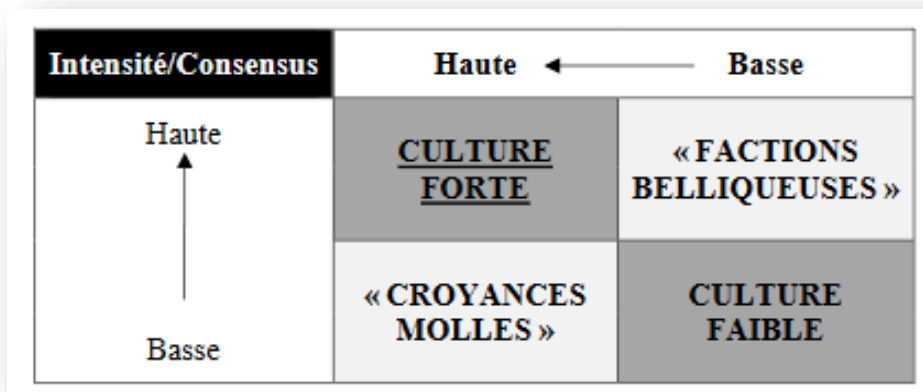 Intensité/Consensus
Haute
Basse
Haute
CULTURE
FORTE
« FACTIONS
BELLIQUEUSES »
Basse
« CROYANCES
MOLLES »
CULTURE
FAIBLE